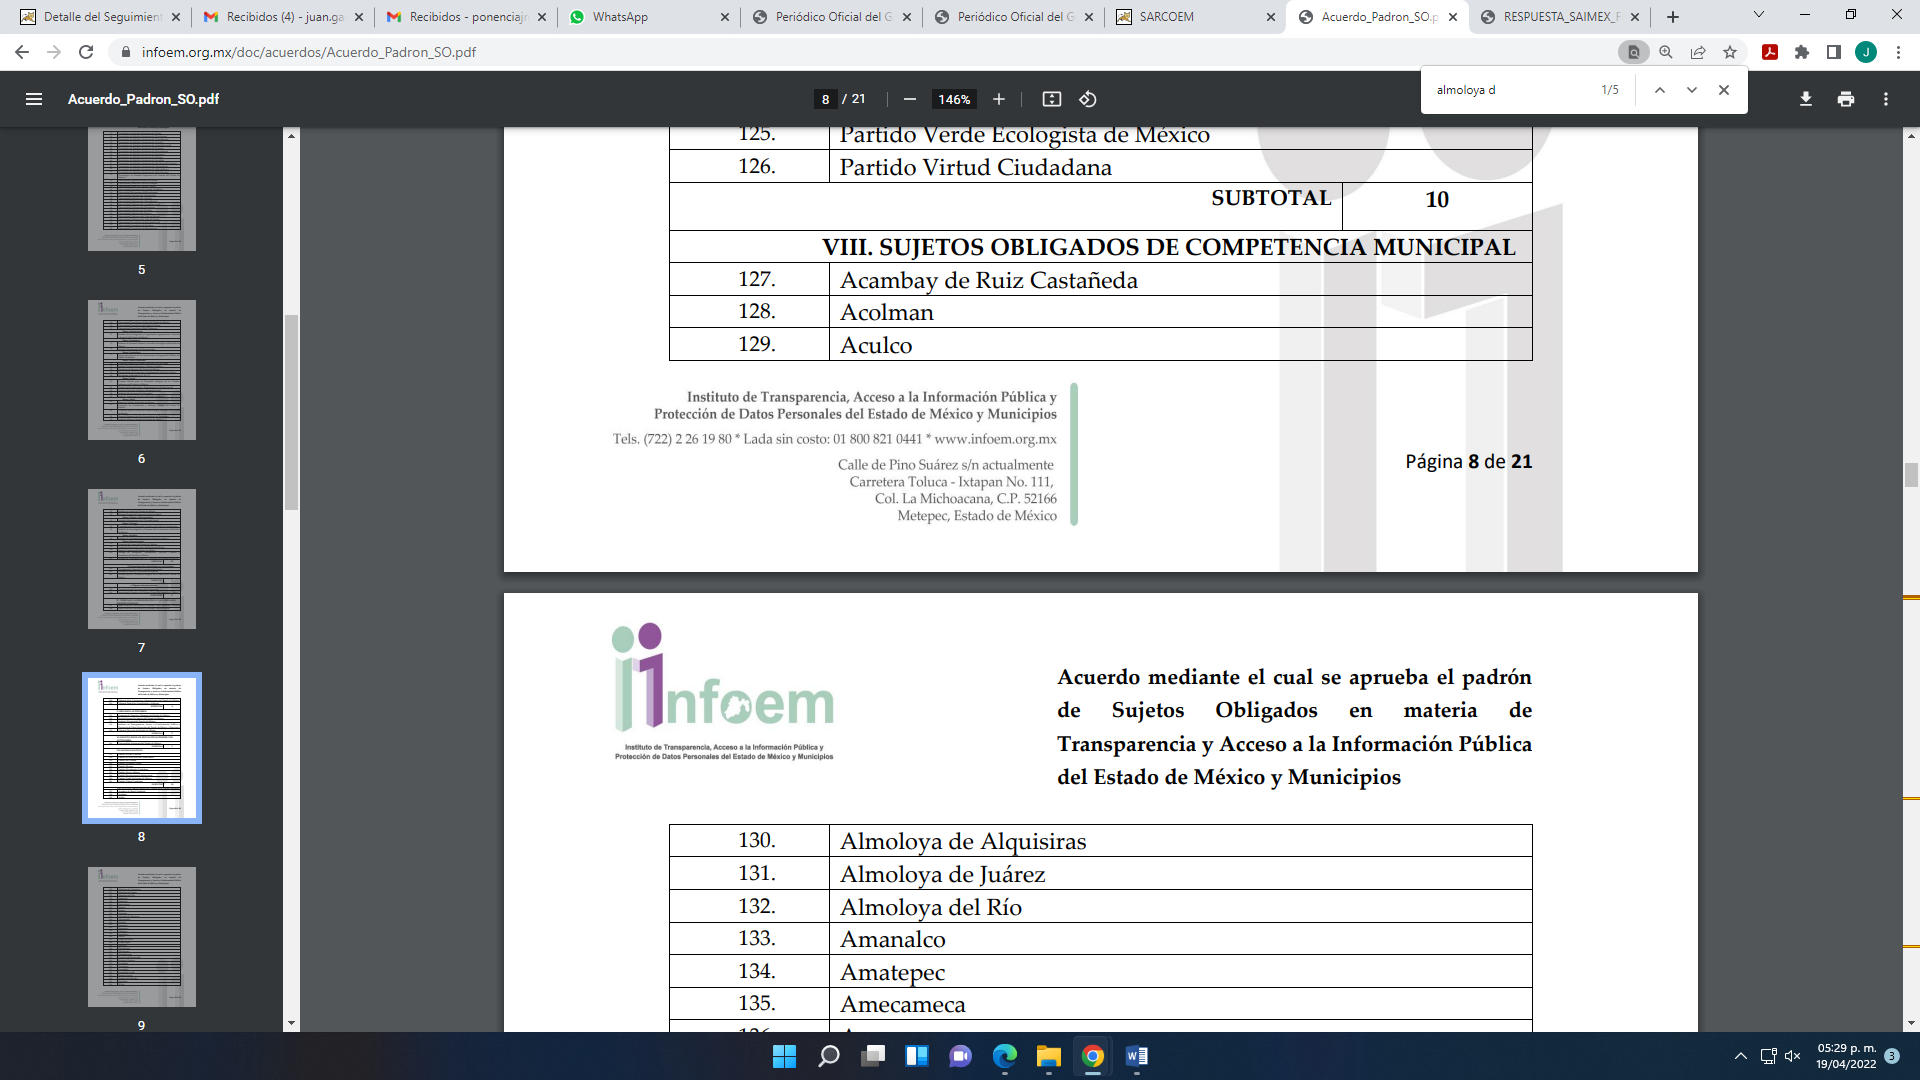 Detalle del Seguimient
Recibidos (4) - juan.ga
Recibidos - ponenciajr
WhatsApp
Periódico Oficial del G
Periódico Oficial del G
SARCOEM
Acuerdo_Padron_SO.p
RESPUESTA_SAIMEX_F
infoem.org.mx/doc/acuerdos/Acuerdo_Padron_SO.pdf
J
almoloya d
1/5
Acuerdo_Padron_SO.pdf
8 / 21
146%
5
6
7
8
9
125. Partido Verde Ecologista de México
126. Partido Virtud Ciudadana
SUBTOTAL 10
VIII. SUJETOS OBLIGADOS DE COMPETENCIA MUNICIPAL
127. Acambay de Ruiz Castañeda
128. Acolman
129. Aculco
Instituto de Transparencia, Acceso a la Información Pública y
Protección de Datos Personales del Estado de México y Municipios
Tels. (722) 2 26 19 80 * Lada sin costo: 01 800 821 0441 * www.infoem.org.mx
Calle de Pino Suárez s/n actualmente
Carretera Toluca - Ixtapan No. 111,
Col. La Michoacana, C.P. 52166
Metepec, Estado de México
Página 8 de 21
infoem
Instituto de Transparencia, Acceso a la Información Pública y
Protección de Datos Personales del Estado de México y Municipios
Acuerdo mediante el cual se aprueba el padrón
de Sujetos Obligados en materia de
Transparencia y Acceso a la Información Pública
del Estado de México y Municipios
130. Almoloya de Alquisiras
131. Almoloya de Juárez
132. Almoloya del Río
133. Amanalco
134. Amatepec
135. Amecameca
05:29 p. m.
19/04/2022
3